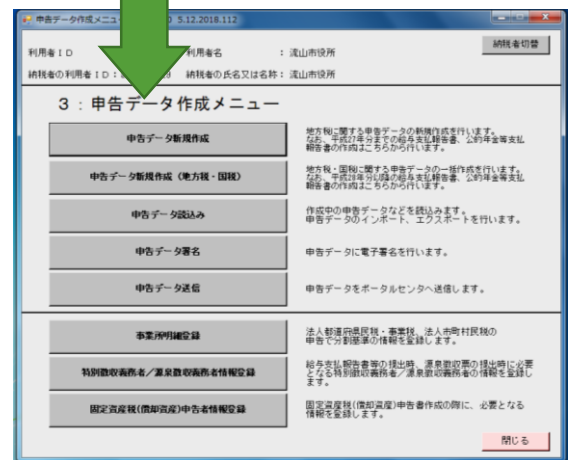 申告データ作成メニュー
5.12.2018.112
利用者ID
利用者名 : 流山市役所
納税者切替
納税者の利用者ID: 納税者の氏名又は名称: 流山市役所
3:申告データ作成メニュー
申告データ新規作成
地方税に関する申告データの新規作成を行います。
なお、平成27年分までの給与支払報告書、公的年金等支払
報告書の作成はこちらから行います。
申告データ新規作成(地方税・国税)
地方税・国税に関する申告データの一括作成を行います。
なお、平成28年分以降の給与支払報告書、公的年金等支払
報告書の作成はこちらから行います。
申告データ読込み
作成中の申告データなどを読込みます。
申告データのインポート、エクスポートを行います。
申告データ署名
申告データに電子署名を行います。
申告データ送信
申告データをポータルセンタへ送信します。
事業所明細登録
法人都道府県民税・事業税、法人市町村民税の
申告で分割基準の情報を登録します。
特別徴収義務者/源泉徴収義務者情報登録
給与支払報告書等の提出時、源泉徴収票の提出時に必要
となる特別徴収義務者/源泉徴収義務者の情報を登録し
ます。
固定資産税(償却資産)申告者情報登録
固定資産税(償却資産)申告書作成の際に、必要となる
情報を登録します。
閉じる